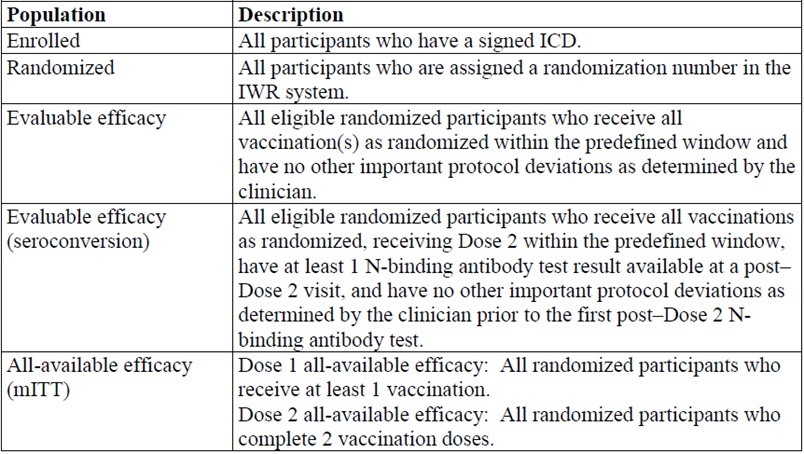 Population Description
Enrolled All participants who have a signed ICD.
Randomized All participants who are assigned a randomization number in the
IWR system.
Evaluable efficacy All eligible randomized participants who receive all
vaccination(s) as randomized within the predefined window and
have no other important protocol deviations as determined by the
clinician.
Evaluable efficacy All eligible randomized participants who receive all vaccinations
(seroconversion) as randomized, receiving Dose 2 within the predefined window,
have at least 1 N-binding antibody test result available at a post–
Dose 2 visit, and have no other important protocol deviations as
determined by the clinician prior to the first post–Dose 2 N-
binding antibody test.
All-available efficacy Dose 1 all-available efficacy: All randomized participants who
(mITT) receive at least 1 vaccination.
Dose 2 all-available efficacy: All randomized participants who
complete 2 vaccination doses.